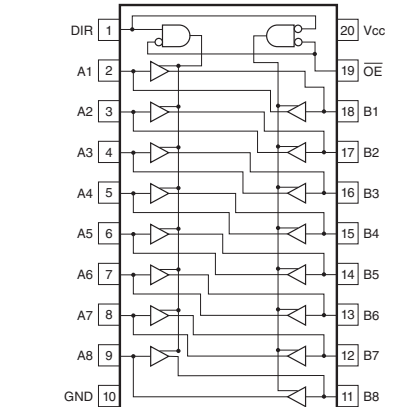 DIR 1 20 Vcc
A1 2 19 OE
A2 3 18 B1
A3 4 17 B2
A4 5 16 B3
A5 6 15 B4
A6 7 14 B5
A7 8 13 B6
A8 9 12 B7
GND 10 11 B8